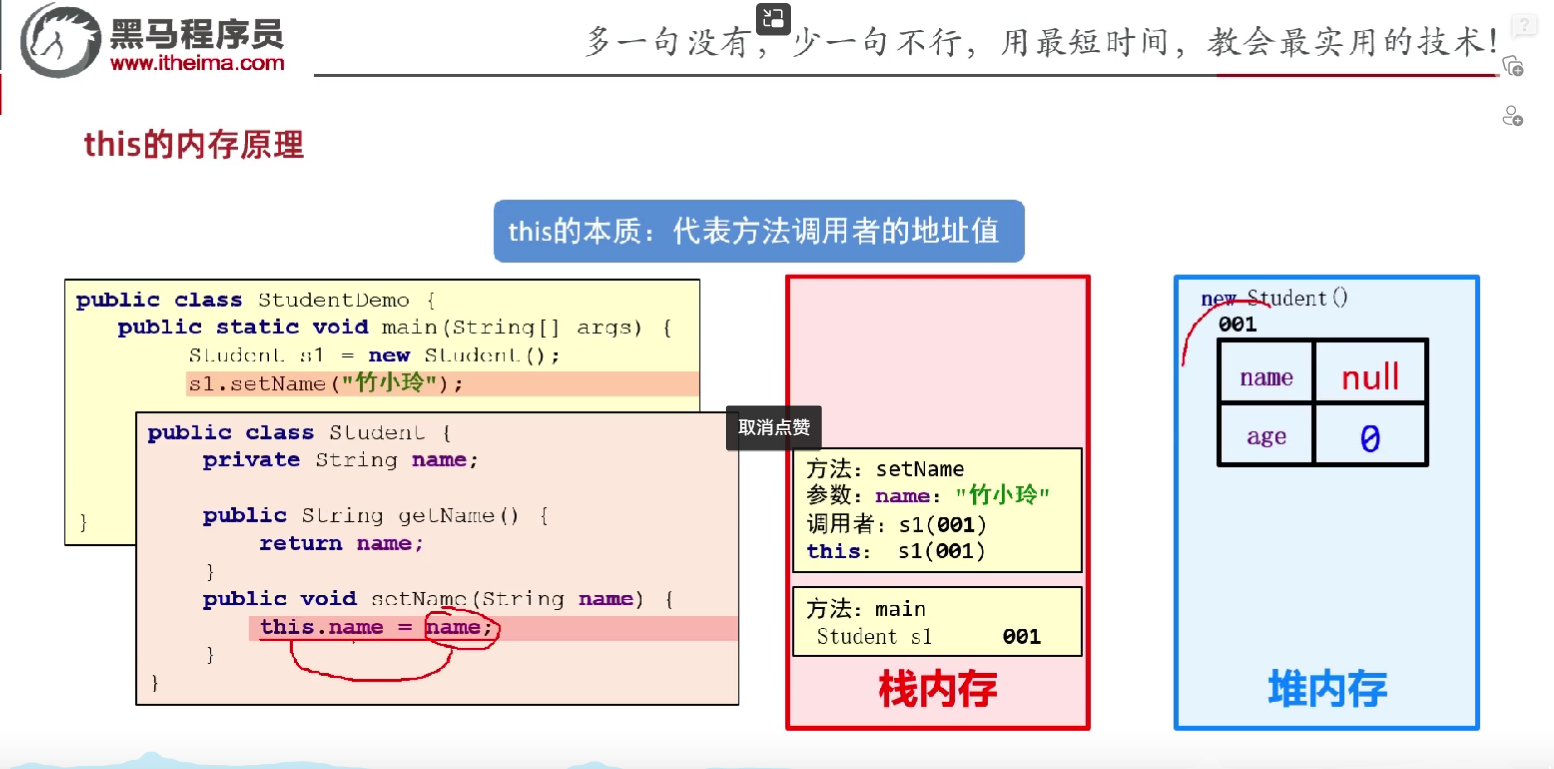 黑马程序员
www.itheima.com
多一句没有，少一句不行，用最短时间，教会最实用的技术！
this的内存原理
this的本质：代表方法调用者的地址值
public class StudentDemo {
public static void main(String[] args) {
Student s1 = new Student();
s1.setName("竹小玲");
}
public class Student {
private String name;
public String getName() {
return name;
}
public void setName(String name) {
this.name = name;
}
}
取消点赞
方法：setName
参数：name："竹小玲"
调用者：s1(001)
this： s1(001)
方法：main
Student s1 001
栈内存
new Student()
001
name null
age 0
堆内存